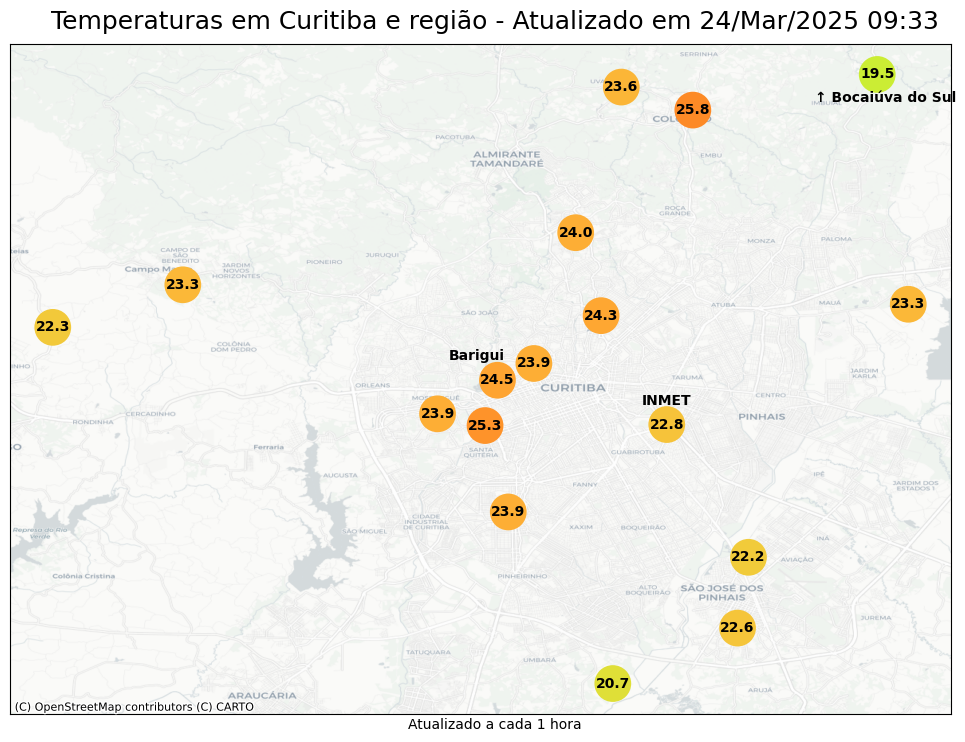 Temperaturas em Curitiba e região - Atualizado em 24/Mar/2025 09:33
SERRINHA
19.5
23.6
↑ Bocaiúva do Sul
25.8
PACOTUBA
ALMIRANTE
TAMANDARÉ
EMBU
ROÇA
GRANDE
24.0
MONZA
PALOMA
CAMPO DE
SÃO
BENEDITO
JURUQUI
PIONEIRO
JARDIM
NOVOS
HORIZONTES
23.3
23.3
ATUBA
MAUÁ
SÃO JOÃO
24.3
22.3
COLÔNIA
DOM PEDRO
Barigui
23.9
24.5
CURITIBA
TARUMÃ
JARDIM
KARLA
ORLEANS
CENTRO
INMET
PINHAIS
CERCADINHO
RONDINHA
23.9
25.3
22.8
Ferraria
SANTA
QUITÉRIA
GUABIROTUBA
AUGUSTA
IPÊ
FANNY
JARDIM DOS
ESTADOS I
23.9
CIDADE
INDUSTRIAL
DE CURITIBA
SÃO MIGUEL
XAXIM
BOQUEIRÃO
Represa do Rio
Verde
INÁ
22.2
AVIAÇÃO
Colônia Cristina
PINHEIRINHO
ALTO
BOQUEIRÃO
SÃO JOSÉ DOS
PINHAIS
JUREMA
22.6
TATUQUARA
UMBARÁ
20.7
ARUJÁ
ARAUCÁRIA
(C) OpenStreetMap contributors (C) CARTO
Atualizado a cada 1 hora